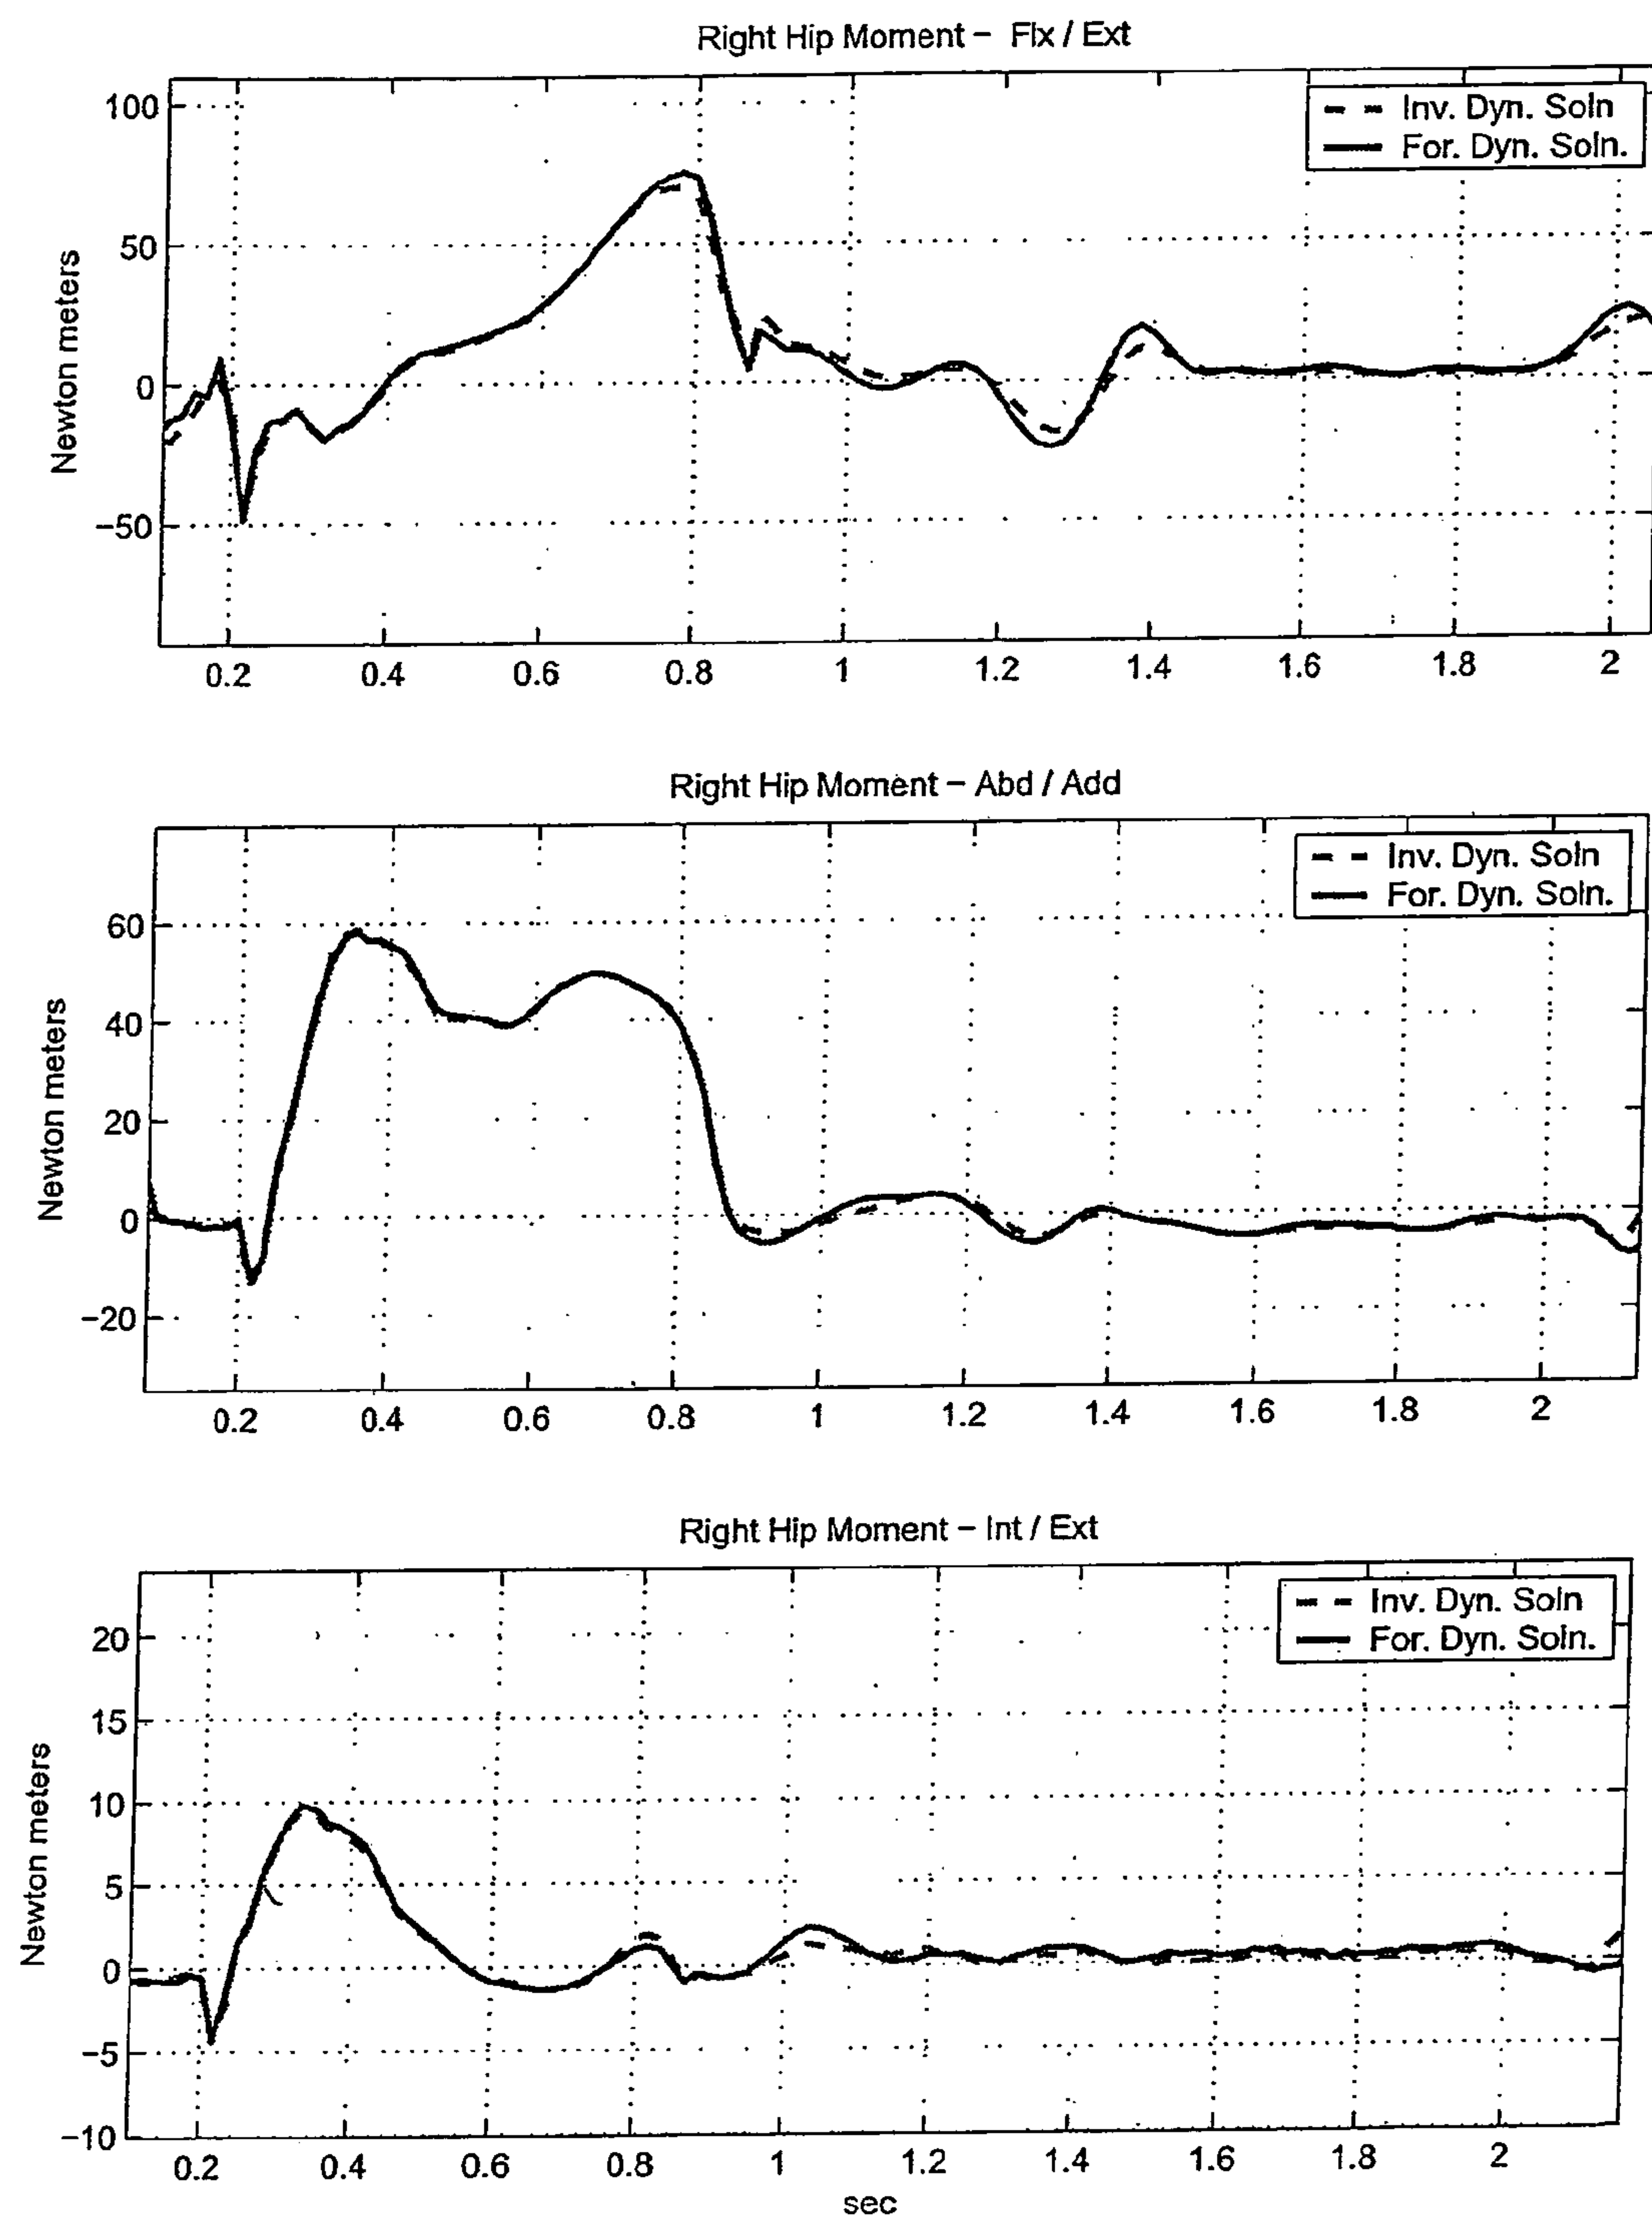 Right Hip Moment - Flx / Ext
Inv. Dyn. Soln
For. Dyn. Soln.
Newton meters
100
50
0
-50
0.2 0.4 0.6 0.8 1 1.2 1.4 1.6 1.8 2
Right Hip Moment - Abd / Add
Inv. Dyn. Soln
For. Dyn. Soln.
Newton meters
60
40
20
0
-20
0.2 0.4 0.6 0.8 1 1.2 1.4 1.6 1.8 2
Right Hip Moment - Int / Ext
Inv. Dyn. Soln
For. Dyn. Soln.
Newton meters
20
15
10
5
0
-5
-10
0.2 0.4 0.6 0.8 1 1.2 1.4 1.6 1.8 2
sec